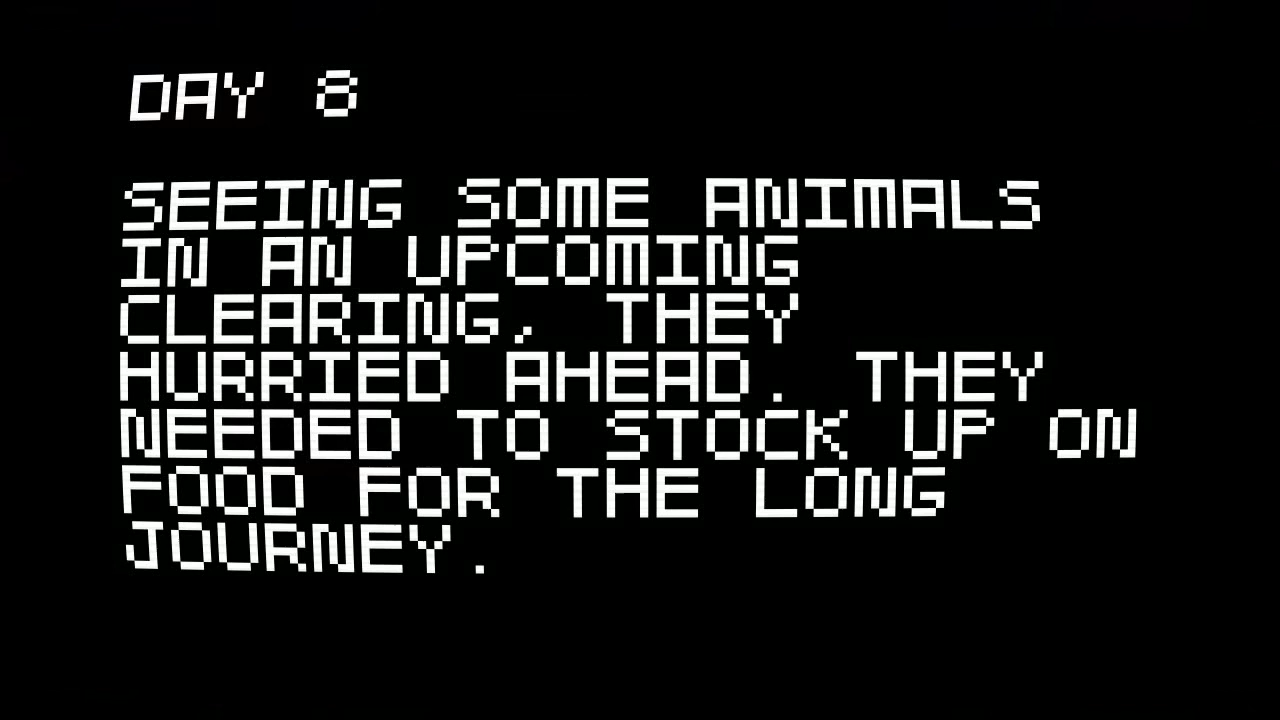 DAY 8
SEEING SOME ANIMALS
IN AN UPCOMING
CLEARING, THEY
HURRIED AHEAD. THEY
NEEDED TO STOCK UP ON
FOOD FOR THE LONG
JOURNEY.